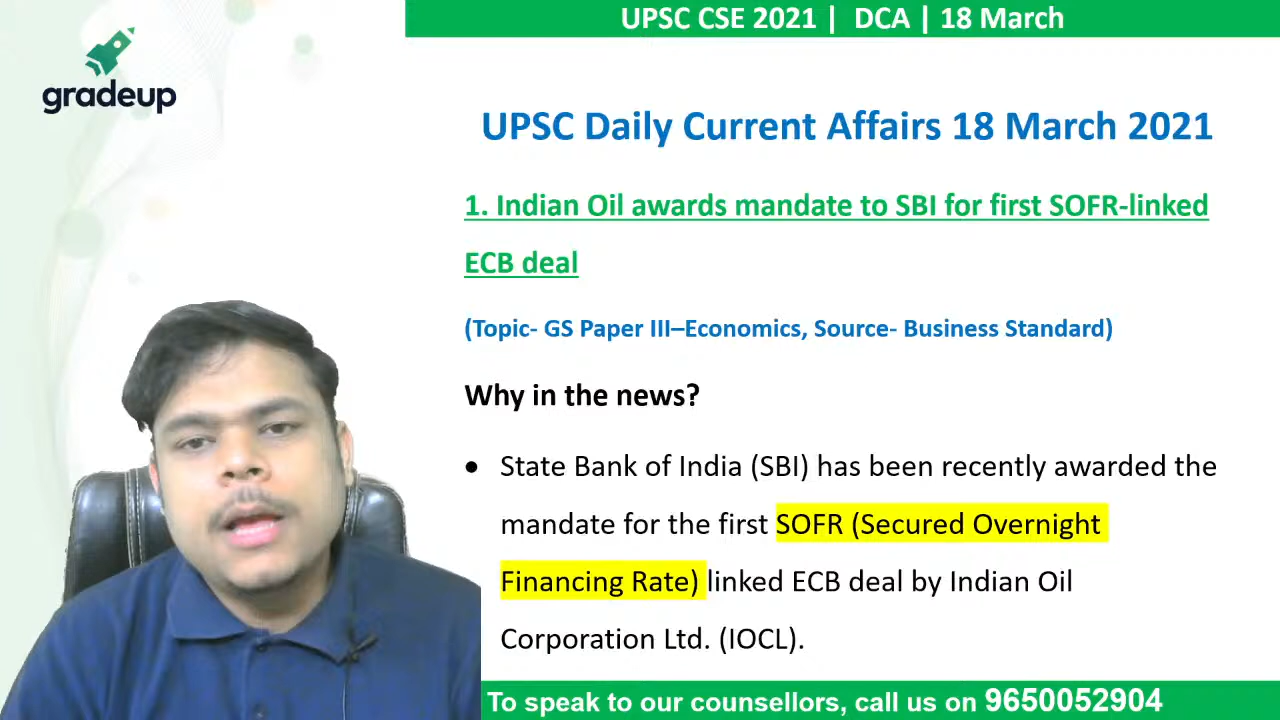 UPSC CSE 2021 | DCA | 18 March
gradeup
UPSC Daily Current Affairs 18 March 2021
1. Indian Oil awards mandate to SBI for first SOFR-linked
ECB deal
(Topic- GS Paper III–Economics, Source- Business Standard)
Why in the news?
• State Bank of India (SBI) has been recently awarded the
mandate for the first SOFR (Secured Overnight
Financing Rate) linked ECB deal by Indian Oil
Corporation Ltd. (IOCL).
To speak to our counsellors, call us on 9650052904